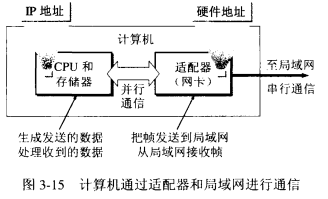 IP 地址
硬件地址
计算机
CPU 和
存储器
并行
通信
适配器
（网卡）
至局域网
串行通信
生成发送的数据
处理收到的数据
把帧发送到局域网
从局域网接收帧
图 3-15 计算机通过适配器和局域网进行通信